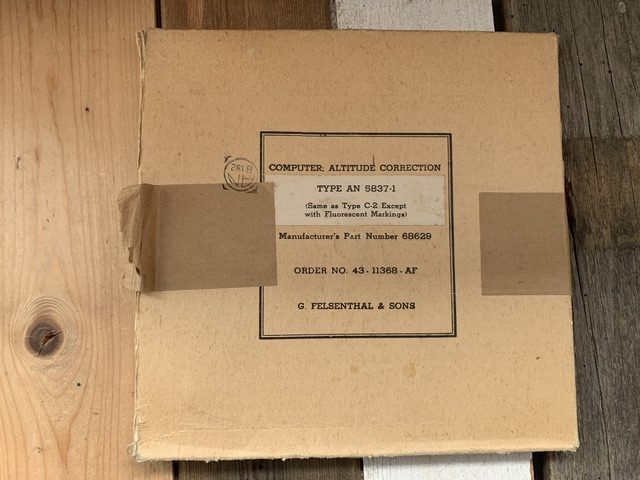 COMPUTER: ALTITUDE CORRECTION
TYPE AN 5837-1
(Same as Type C-2 Except
with Fluorescent Markings)
Manufacturer's Part Number 68629
ORDER NO. 43-11368-AF
G. FELSENTHAL & SONS